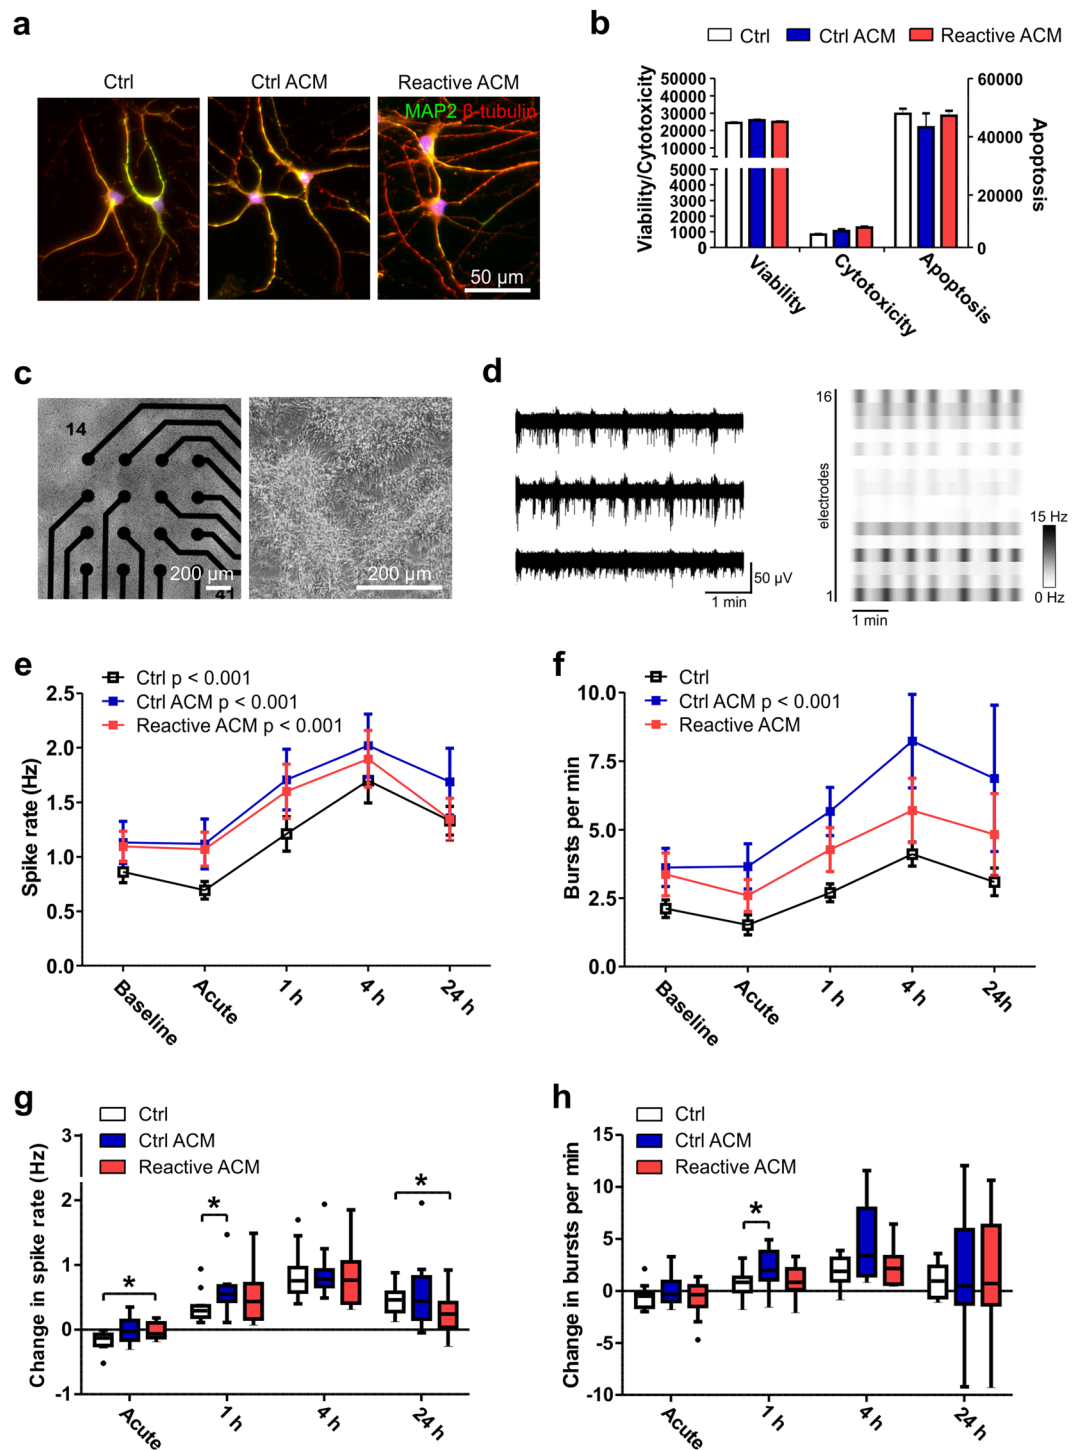 a
Ctrl
Ctrl ACM
Reactive ACM
MAP2 β-tubulin
50 µm
b
Ctrl
Ctrl ACM
Reactive ACM
Viability/Cytotoxicity
50000
40000
30000
20000
10000
5000
4000
3000
2000
1000
0
60000
40000
20000
0
Apoptosis
Viability
Cytotoxicity
Apoptosis
c
14
200 µm
41
200 µm
d
50 µV
1 min
16
electrodes
1
1 min
15 Hz
0 Hz
e
Ctrl p < 0.001
Ctrl ACM p < 0.001
Reactive ACM p < 0.001
Spike rate (Hz)
2.5
2.0
1.5
1.0
0.5
0.0
Baseline
Acute
1 h
4 h
24 h
f
Ctrl
Ctrl ACM p < 0.001
Reactive ACM
Bursts per min
10.0
7.5
5.0
2.5
0.0
Baseline
Acute
1 h
4 h
24h
g
Ctrl
Ctrl ACM
Reactive ACM
Change in spike rate (Hz)
3
2
1
0
-1
*
*
*
Acute
1 h
4 h
24 h
h
Ctrl
Ctrl ACM
Reactive ACM
Change in bursts per min
15
10
5
0
-5
-10
*
Acute
1 h
4 h
24 h